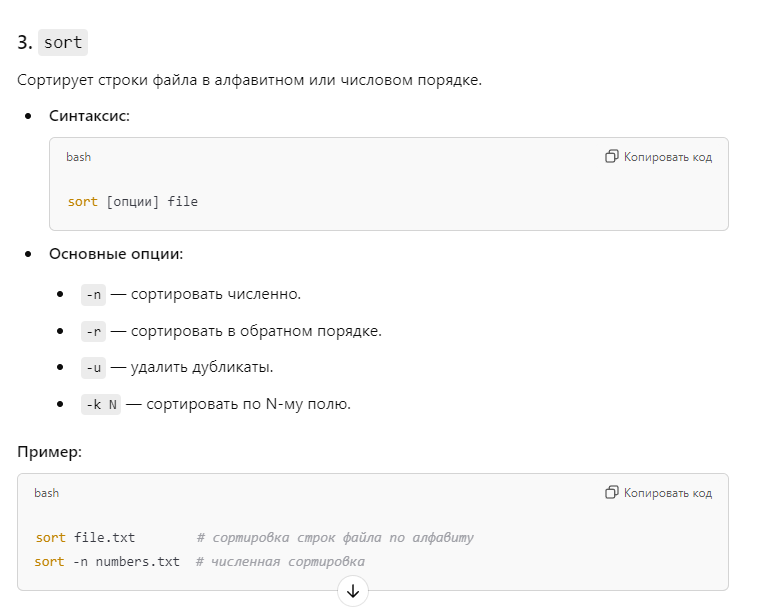 3. sort
Сортирует строки файла в алфавитном или числовом порядке.
• Синтаксис:
bash Копировать код
sort [опции] file
• Основные опции:
• -n — сортировать численно.
• -r — сортировать в обратном порядке.
• -u — удалить дубликаты.
• -k N — сортировать по N-му полю.
Пример:
bash Копировать код
sort file.txt # сортировка строк файла по алфавиту
sort -n numbers.txt # численная сортировка